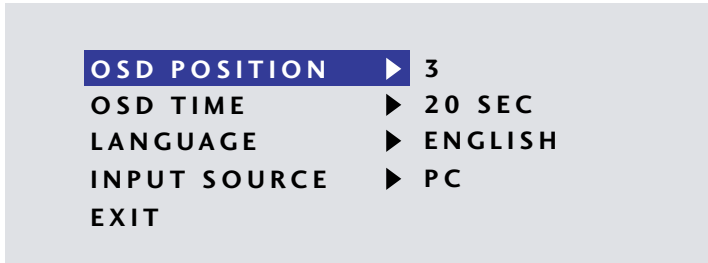 OSD POSITION ▶ 3
OSD TIME ▶ 20 SEC
LANGUAGE ▶ ENGLISH
INPUT SOURCE ▶ PC
EXIT